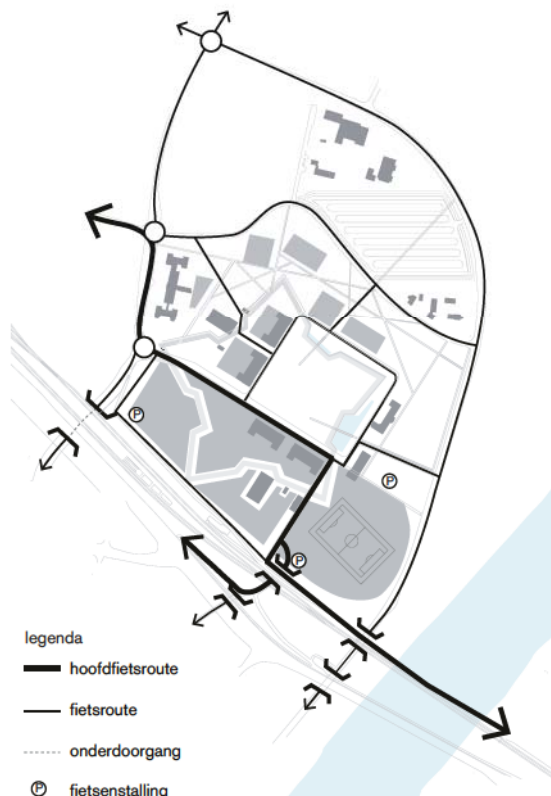 P
P
P
legenda
hoofdfietsroute
fietsroute
onderdoorgang
P fietsenstalling